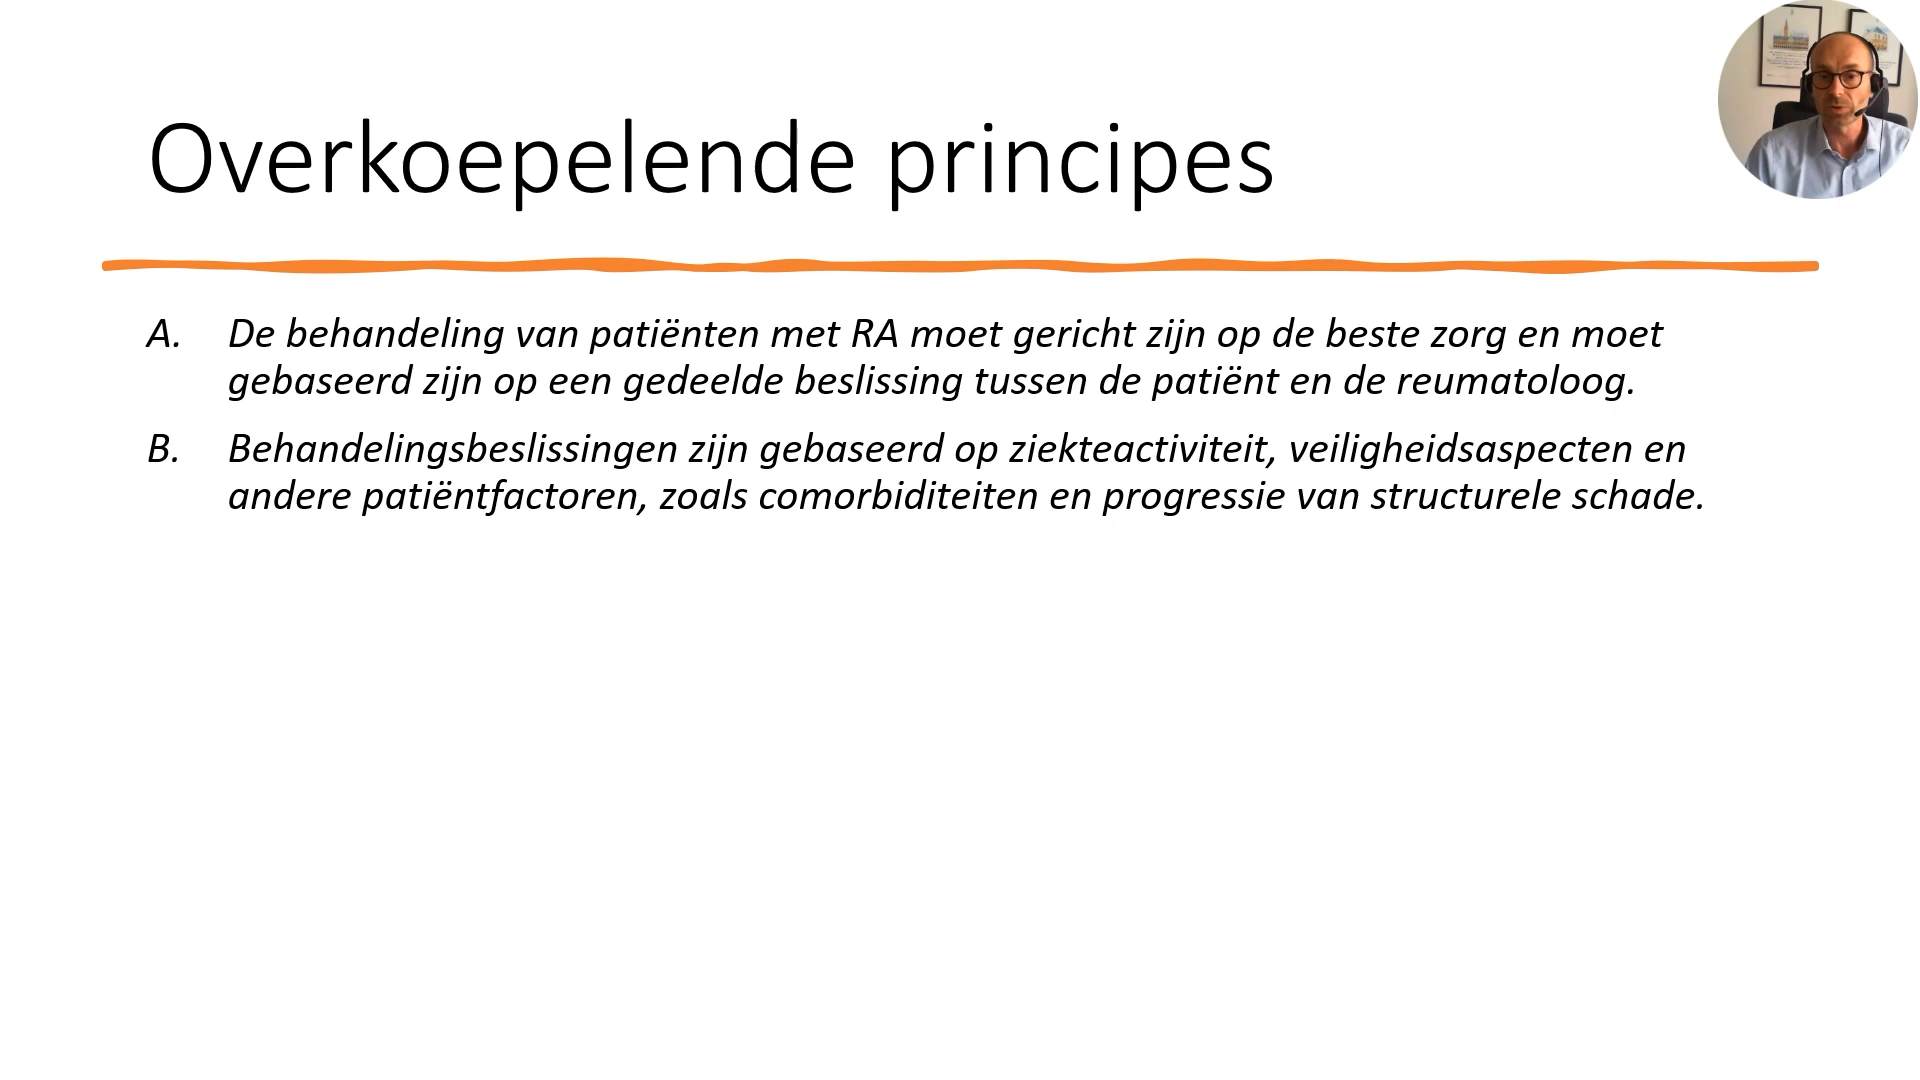 Overkoepelende principes
A. De behandeling van patiënten met RA moet gericht zijn op de beste zorg en moet
gebaseerd zijn op een gedeelde beslissing tussen de patiënt en de reumatoloog.
B. Behandelingsbeslissingen zijn gebaseerd op ziekteactiviteit, veiligheidsaspecten en
andere patiëntfactoren, zoals comorbiditeiten en progressie van structurele schade.